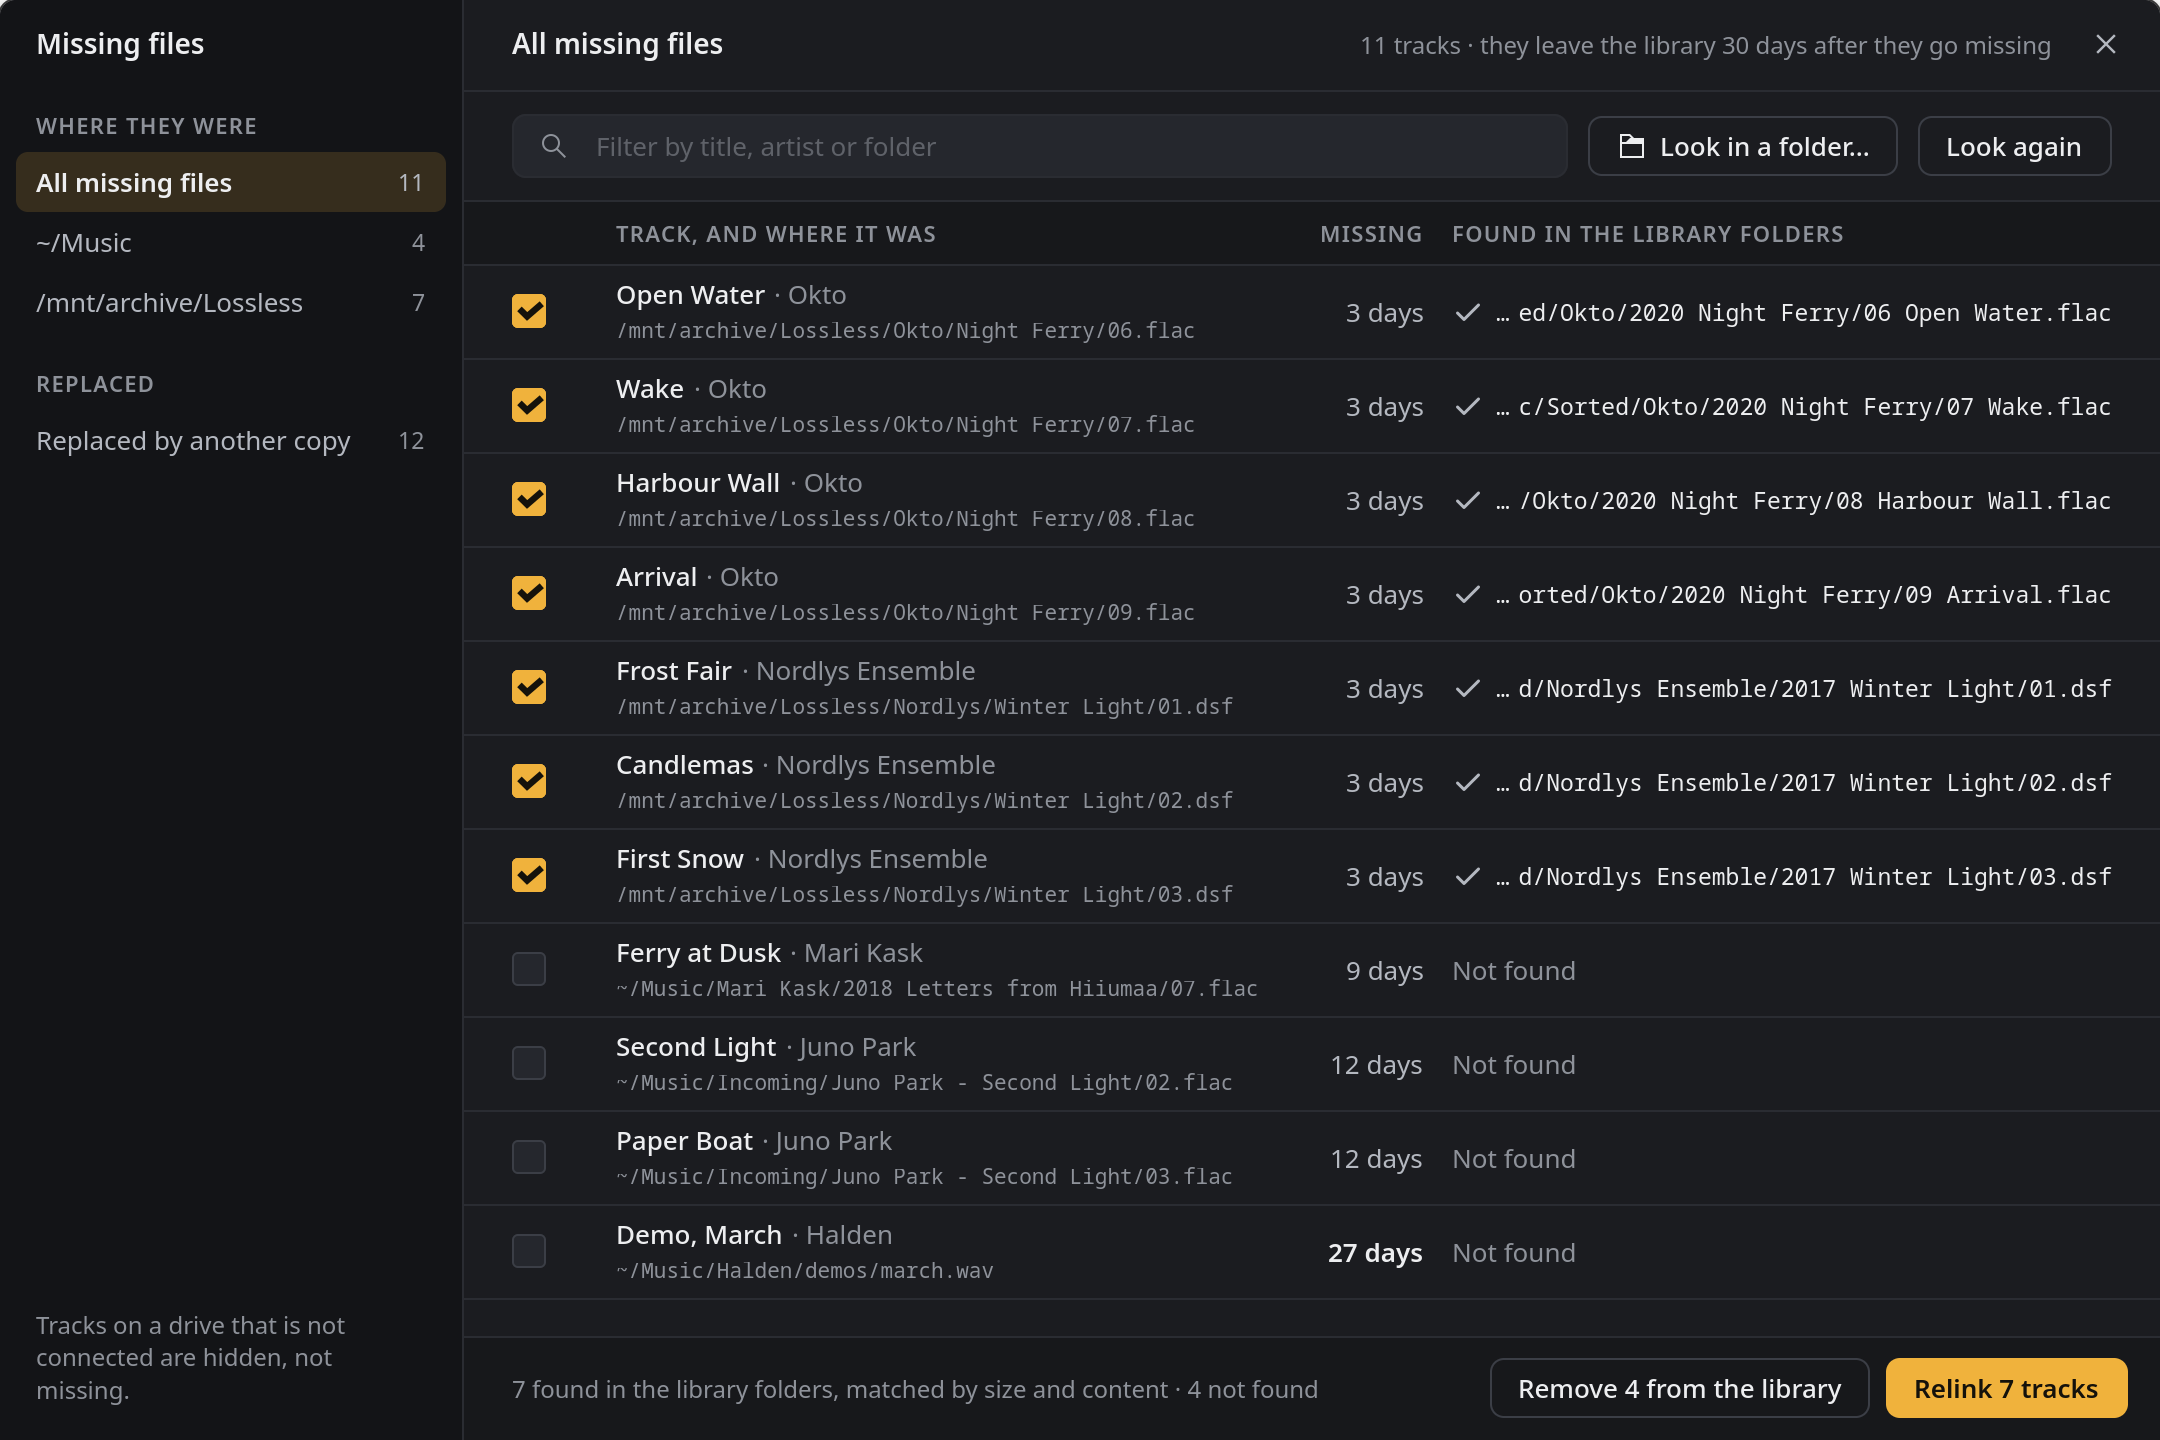 Missing files
WHERE THEY WERE
All missing files 11
~/Music 4
/mnt/archive/Lossless 7
REPLACED
Replaced by another copy 12
Tracks on a drive that is not
connected are hidden, not
missing.
All missing files
11 tracks · they leave the library 30 days after they go missing
Filter by title, artist or folder
Look in a folder…
Look again
TRACK, AND WHERE IT WAS MISSING FOUND IN THE LIBRARY FOLDERS
Open Water · Okto
/mnt/archive/Lossless/Okto/Night Ferry/06.flac
3 days … ed/Okto/2020 Night Ferry/06 Open Water.flac
Wake · Okto
/mnt/archive/Lossless/Okto/Night Ferry/07.flac
3 days … c/Sorted/Okto/2020 Night Ferry/07 Wake.flac
Harbour Wall · Okto
/mnt/archive/Lossless/Okto/Night Ferry/08.flac
3 days … /Okto/2020 Night Ferry/08 Harbour Wall.flac
Arrival · Okto
/mnt/archive/Lossless/Okto/Night Ferry/09.flac
3 days … orted/Okto/2020 Night Ferry/09 Arrival.flac
Frost Fair · Nordlys Ensemble
/mnt/archive/Lossless/Nordlys/Winter Light/01.dsf
3 days … d/Nordlys Ensemble/2017 Winter Light/01.dsf
Candlemas · Nordlys Ensemble
/mnt/archive/Lossless/Nordlys/Winter Light/02.dsf
3 days … d/Nordlys Ensemble/2017 Winter Light/02.dsf
First Snow · Nordlys Ensemble
/mnt/archive/Lossless/Nordlys/Winter Light/03.dsf
3 days … d/Nordlys Ensemble/2017 Winter Light/03.dsf
Ferry at Dusk · Mari Kask
~/Music/Mari Kask/2018 Letters from Hiiumaa/07.flac
9 days Not found
Second Light · Juno Park
~/Music/Incoming/Juno Park - Second Light/02.flac
12 days Not found
Paper Boat · Juno Park
~/Music/Incoming/Juno Park - Second Light/03.flac
12 days Not found
Demo, March · Halden
~/Music/Halden/demos/march.wav
27 days Not found
7 found in the library folders, matched by size and content · 4 not found
Remove 4 from the library
Relink 7 tracks